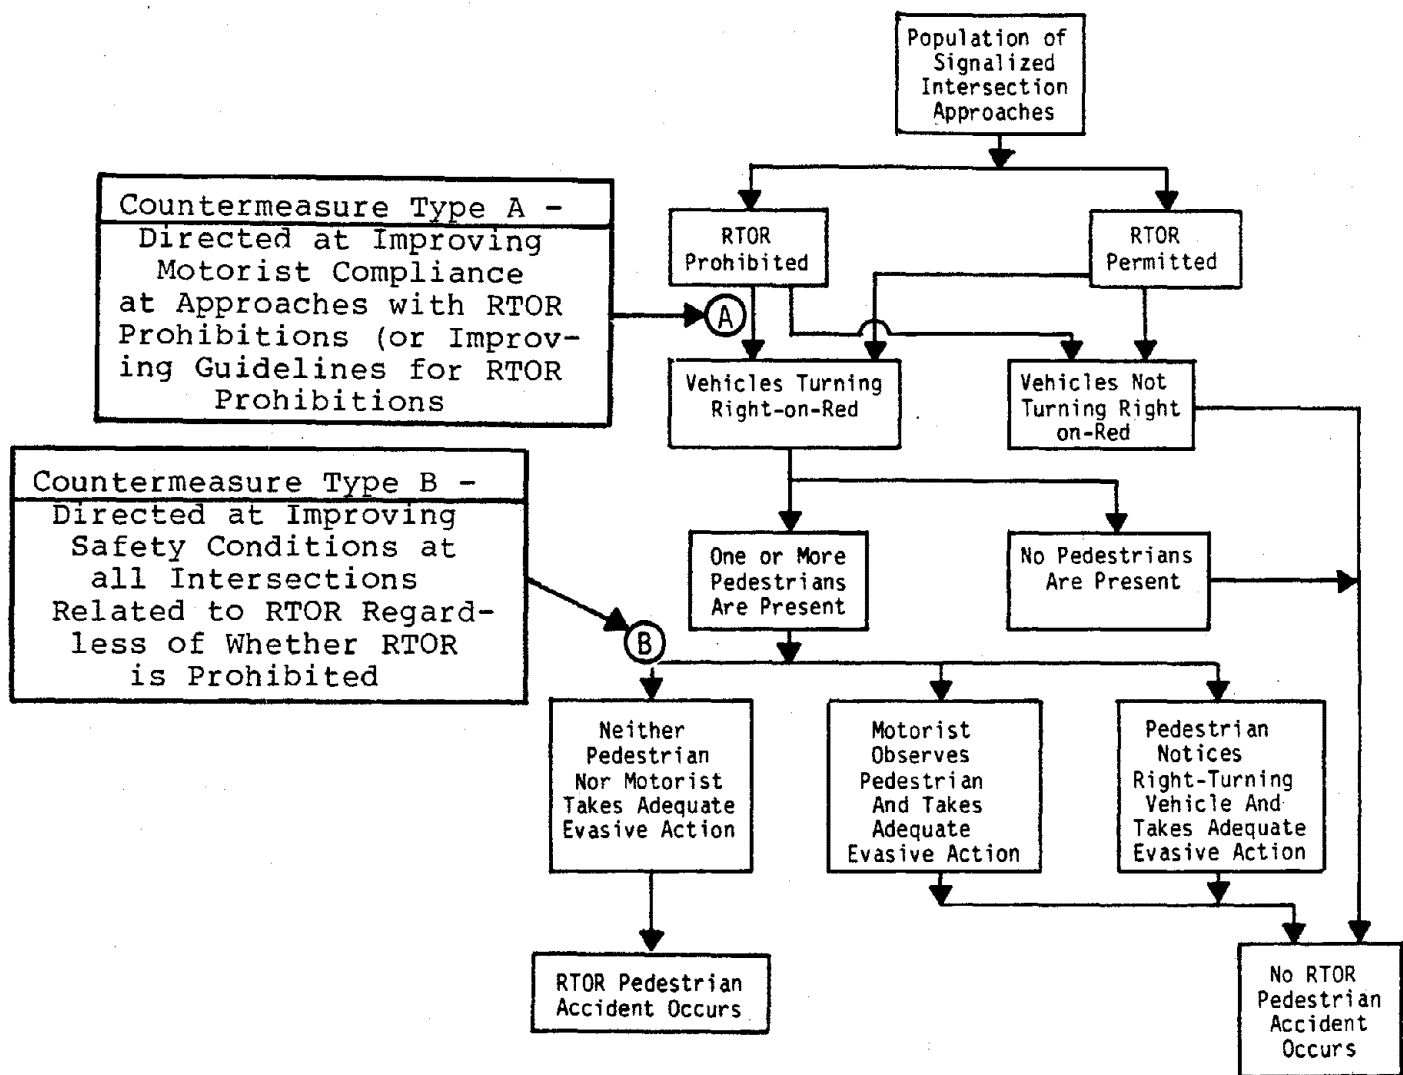 Population of
Signalized
Intersection
Approaches
Countermeasure Type A -
Directed at Improving
Motorist Compliance
at Approaches with RTOR
Prohibitions (or Improv-
ing Guidelines for RTOR
Prohibitions
RTOR
Prohibited
RTOR
Permitted
A
Vehicles Turning
Right-on-Red
Vehicles Not
Turning Right
on-Red
Countermeasure Type B -
Directed at Improving
Safety Conditions at
all Intersections
Related to RTOR Regard-
less of Whether RTOR
is Prohibited
One or More
Pedestrians
Are Present
No Pedestrians
Are Present
B
Neither
Pedestrian
Nor Motorist
Takes Adequate
Evasive Action
Motorist
Observes
Pedestrian
And Takes
Adequate
Evasive Action
Pedestrian
Notices
Right-Turning
Vehicle And
Takes Adequate
Evasive Action
RTOR Pedestrian
Accident Occurs
No RTOR
Pedestrian
Accident
Occurs